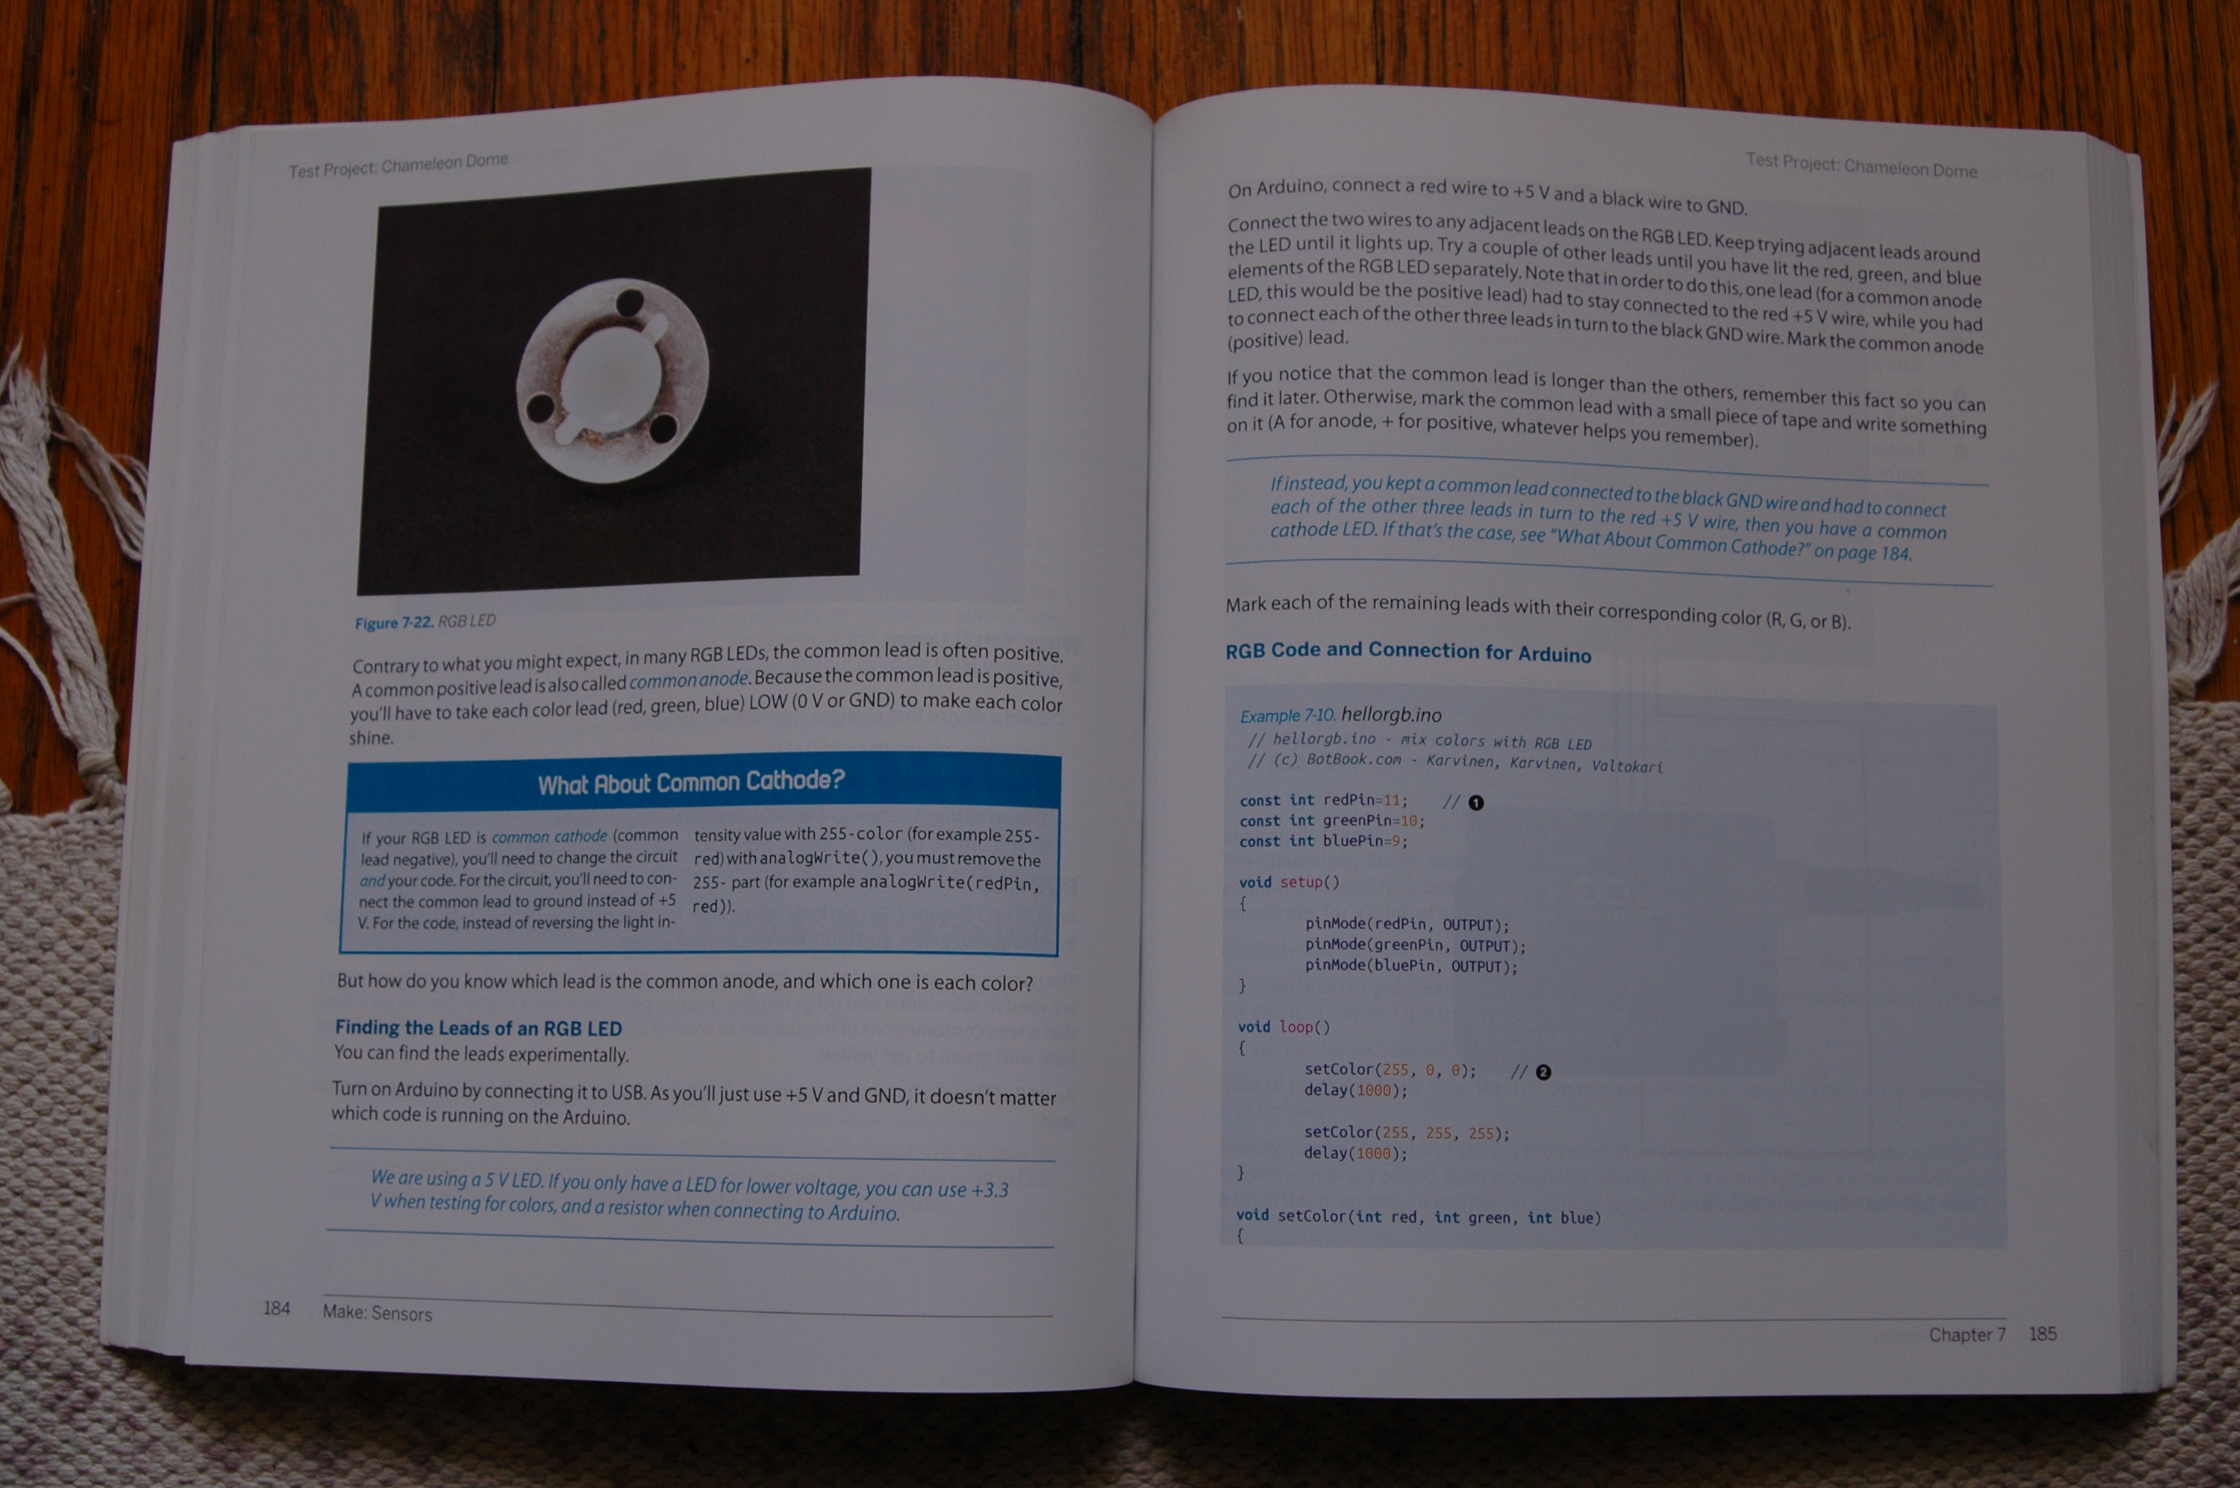 Test Project: Chameleon Dome
Figure 7-22. RGB LED
Contrary to what you might expect, in many RGB LEDs, the common lead is often positive.
A common positive lead is also called common anode. Because the common lead is positive,
you'll have to take each color lead (red, green, blue) LOW (0 V or GND) to make each color
shine.
What About Common Cathode?
If your RGB LED is common cathode (common
lead negative), you'll need to change the circuit
and your code. For the circuit, you'll need to con-
nect the common lead to ground instead of +5
V. For the code, instead of reversing the light in-
tensity value with 255-color (for example 255-
red) with analogWrite(), you must remove the
255- part (for example analogWrite(redPin,
red)).
But how do you know which lead is the common anode, and which one is each color?
Finding the Leads of an RGB LED
You can find the leads experimentally.
Turn on Arduino by connecting it to USB. As you'll just use +5 V and GND, it doesn't matter
which code is running on the Arduino.
We are using a 5 V LED. If you only have a LED for lower voltage, you can use +3.3
V when testing for colors, and a resistor when connecting to Arduino.
184 Make: Sensors
Test Project: Chameleon Dome
On Arduino, connect a red wire to +5 V and a black wire to GND.
Connect the two wires to any adjacent leads on the RGB LED. Keep trying adjacent leads around
the LED until it lights up. Try a couple of other leads until you have lit the red, green, and blue
elements of the RGB LED separately. Note that in order to do this, one lead (for a common anode
LED, this would be the positive lead) had to stay connected to the red +5 V wire, while you had
to connect each of the other three leads in turn to the black GND wire. Mark the common anode
(positive) lead.
If you notice that the common lead is longer than the others, remember this fact so you can
find it later. Otherwise, mark the common lead with a small piece of tape and write something
on it (A for anode, + for positive, whatever helps you remember).
If instead, you kept a common lead connected to the black GND wire and had to connect
each of the other three leads in turn to the red +5 V wire, then you have a common
cathode LED. If that's the case, see "What About Common Cathode?" on page 184.
Mark each of the remaining leads with their corresponding color (R, G, or B).
RGB Code and Connection for Arduino
Example 7-10. hellorgb.ino
// hellorgb.ino - mix colors with RGB LED
// (c) BotBook.com - Karvinen, Karvinen, Valtokari
const int redPin=11; // ❶
const int greenPin=10;
const int bluePin=9;
void setup()
{
pinMode(redPin, OUTPUT);
pinMode(greenPin, OUTPUT);
pinMode(bluePin, OUTPUT);
}
void loop()
{
setColor(255, 0, 0); // ❷
delay(1000);
setColor(255, 255, 255);
delay(1000);
}
void setColor(int red, int green, int blue)
{
Chapter 7 185